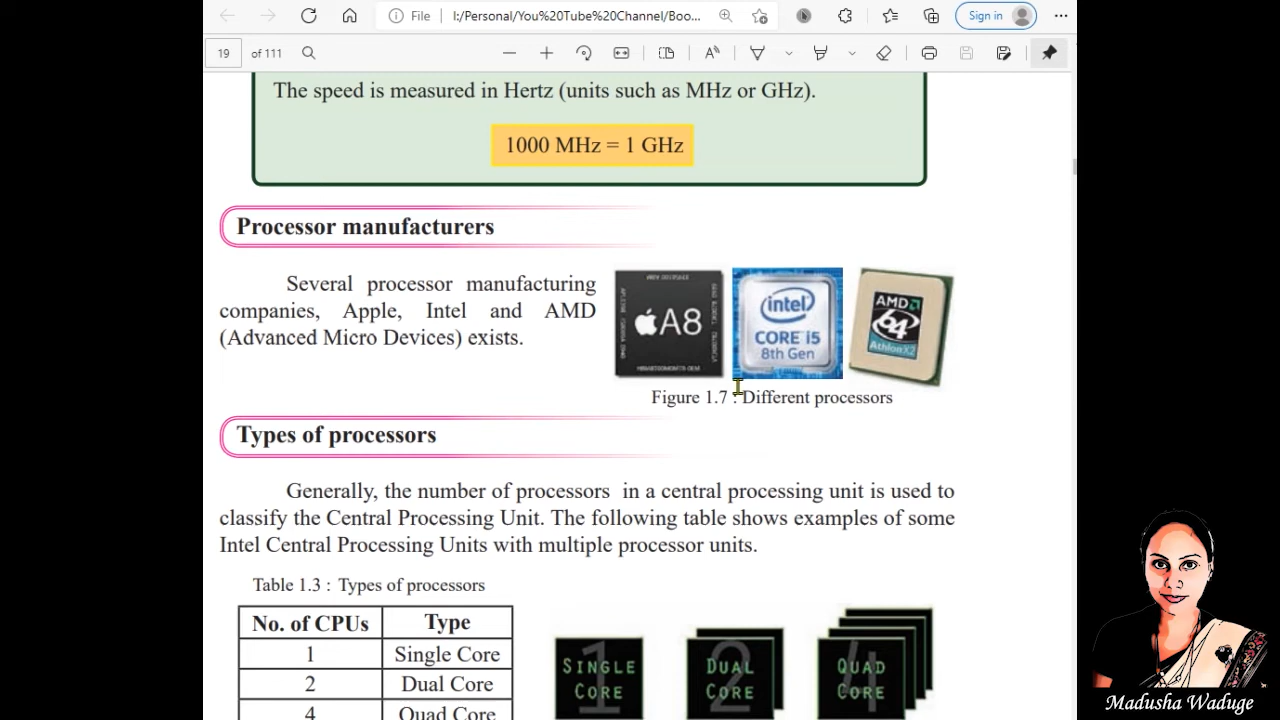 File
I:/Personal/You%20Tube%20Channel/Boo...
Sign in
19
of 111
The speed is measured in Hertz (units such as MHz or GHz).
1000 MHz = 1 GHz
Processor manufacturers
Several processor manufacturing
companies, Apple, Intel and AMD
(Advanced Micro Devices) exists.
A8
intel
CORE i5
8th Gen
AMD
64
Athlon X2
Figure 1.7 : Different processors
Types of processors
Generally, the number of processors in a central processing unit is used to
classify the Central Processing Unit. The following table shows examples of some
Intel Central Processing Units with multiple processor units.
Table 1.3 : Types of processors
No. of CPUs Type
1 Single Core
2 Dual Core
4 Quad Core
1 SINGLE CORE
2 DUAL CORE
4 QUAD CORE
Madusha Waduge